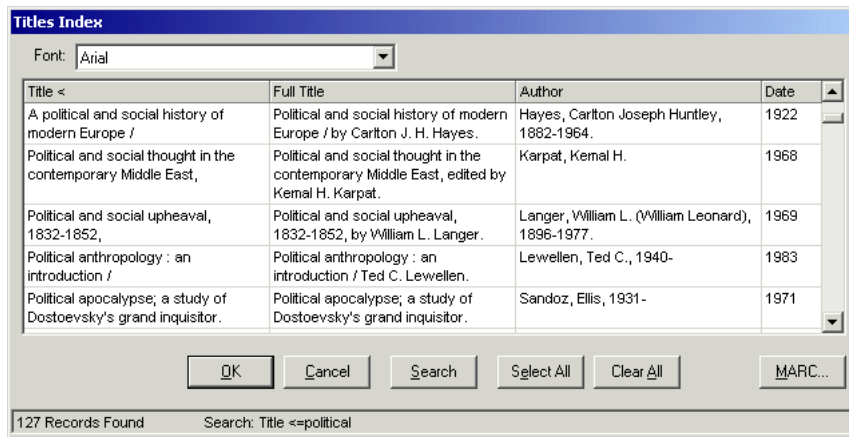 Titles Index
Font: Arial
Title < Full Title Author Date
A political and social history of modern Europe / Political and social history of modern Europe / by Carlton J. H. Hayes. Hayes, Carlton Joseph Huntley, 1882-1964. 1922
Political and social thought in the contemporary Middle East, Political and social thought in the contemporary Middle East, edited by Kemal H. Karpat. Karpat, Kemal H. 1968
Political and social upheaval, 1832-1852, Political and social upheaval, 1832-1852, by William L. Langer. Langer, William L. (William Leonard), 1896-1977. 1969
Political anthropology : an introduction / Political anthropology : an introduction / Ted C. Lewellen. Lewellen, Ted C., 1940- 1983
Political apocalypse; a study of Dostoevsky's grand inquisitor. Political apocalypse; a study of Dostoevsky's grand inquisitor. Sandoz, Ellis, 1931- 1971
OK Cancel Search Select All Clear All MARC...
127 Records Found Search: Title <=political